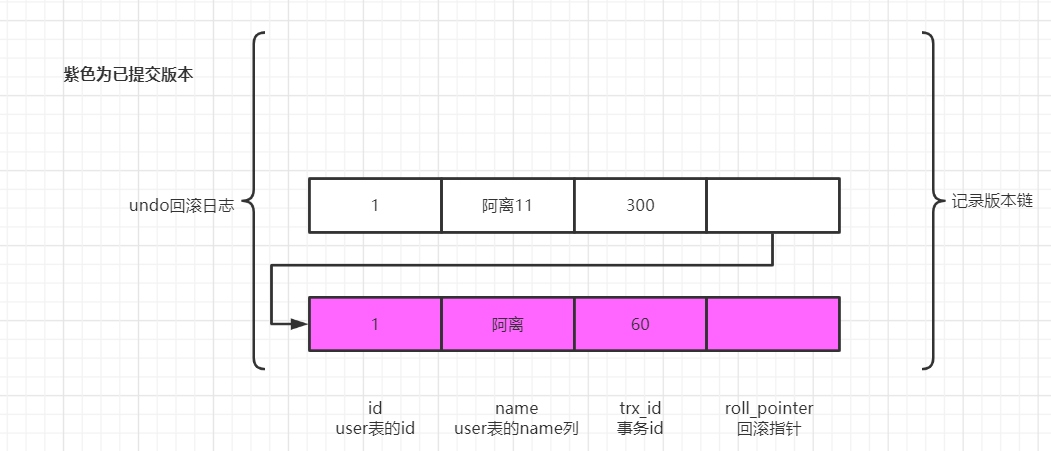 紫色为已提交版本
undo回滚日志
1 阿离11 300
记录版本链
1 阿离 60
id name trx_id roll_pointer
user表的id user表的name列 事务id 回滚指针